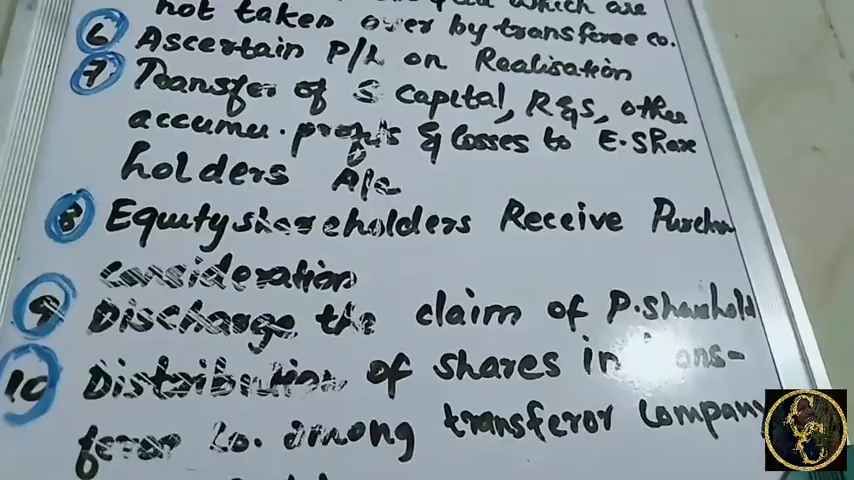 not taken over by transferee co.
6 Ascertain P/L on Realisation
7 Transfer of S capital, R&S, other
accumu. profits & losses to E. Share
holders A/c
8 Equity shareholders Receive
consideration
9 Discharge the claim of P. Sharehold
10 Distribution of shares in
feror Co. among transferor Company